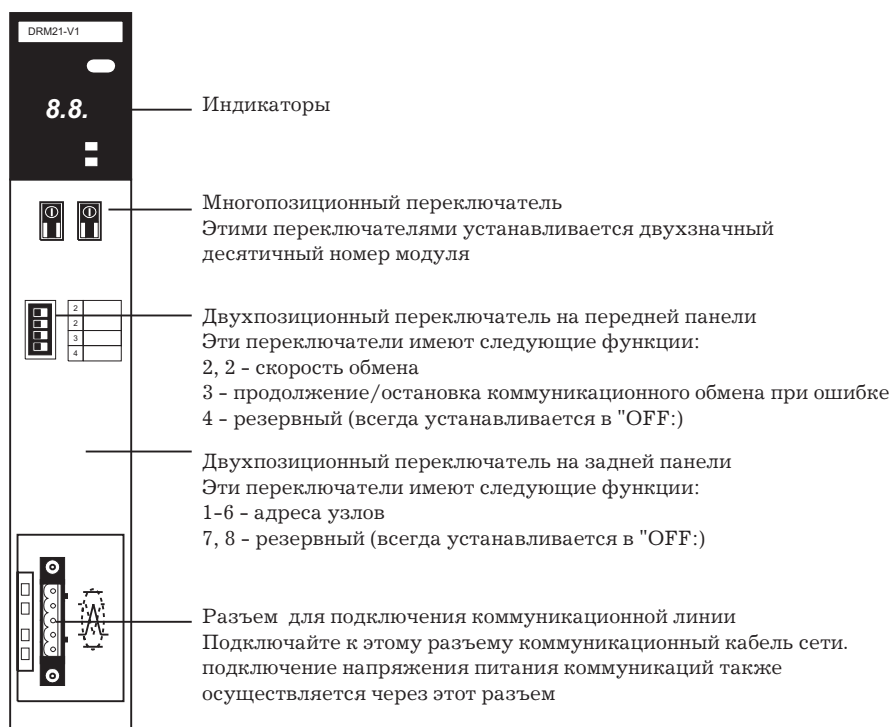 DRM21-V1
8.8.
Индикаторы
Многопозиционный переключатель
Этими переключателями устанавливается двухзначный
десятичный номер модуля
2
2
3
4
Двухпозиционный переключатель на передней панели
Эти переключатели имеют следующие функции:
2, 2 - скорость обмена
3 - продолжение/остановка коммуникационного обмена при ошибке
4 - резервный (всегда устанавливается в "OFF:)
Двухпозиционный переключатель на задней панели
Эти переключатели имеют следующие функции:
1-6 - адреса узлов
7, 8 - резервный (всегда устанавливается в "OFF:)
Разъем для подключения коммуникационной линии
Подключайте к этому разъему коммуникационный кабель сети.
подключение напряжения питания коммуникаций также
осуществляется через этот разъем